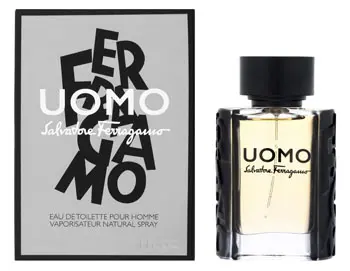 FERRAGAMO
UOMO
Salvatore Ferragamo
EAU DE TOILETTE POUR HOMME
VAPORISATEUR NATURAL SPRAY
UOMO
Salvatore Ferragamo